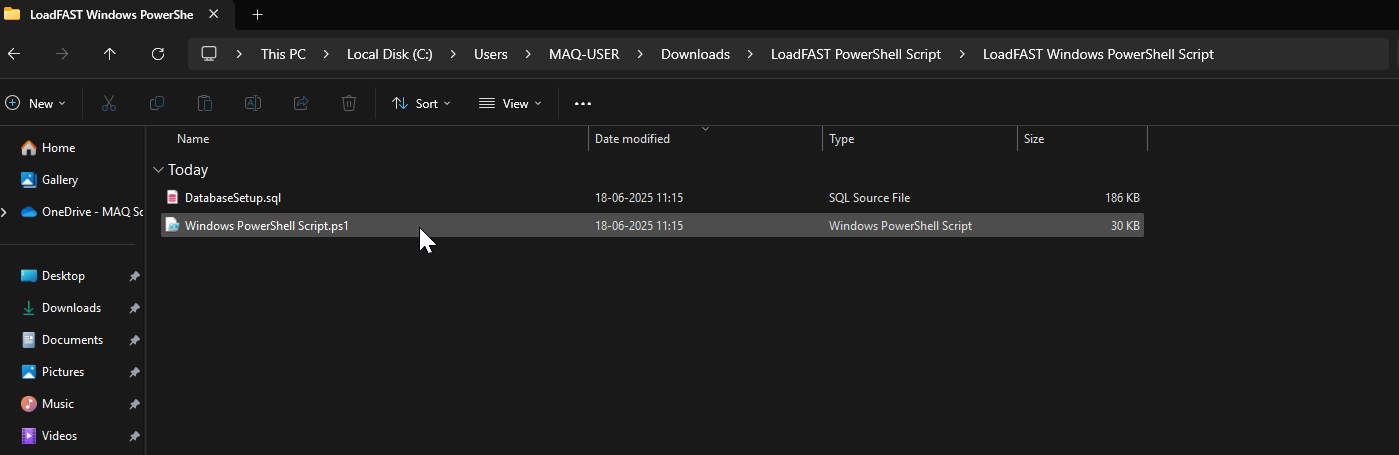 LoadFAST Windows PowerShe
This PC > Local Disk (C:) > Users > MAQ-USER > Downloads > LoadFAST PowerShell Script > LoadFAST Windows PowerShell Script
New Sort View
Name Date modified Type Size
Home
Today
Gallery
DatabaseSetup.sql 18-06-2025 11:15 SQL Source File 186 KB
OneDrive - MAQ Sc
Windows PowerShell Script.ps1 18-06-2025 11:15 Windows PowerShell Script 30 KB
Desktop
Downloads
Documents
Pictures
Music
Videos